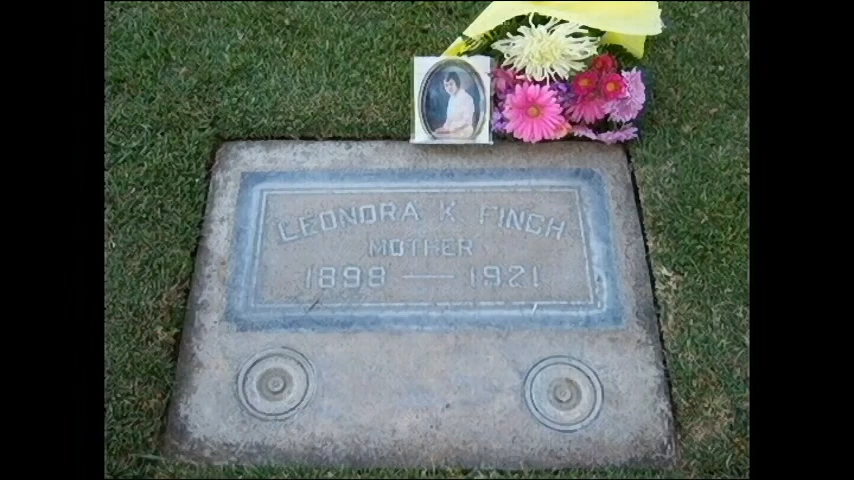 LEONORA K. FINCH
MOTHER
1898 — 1921